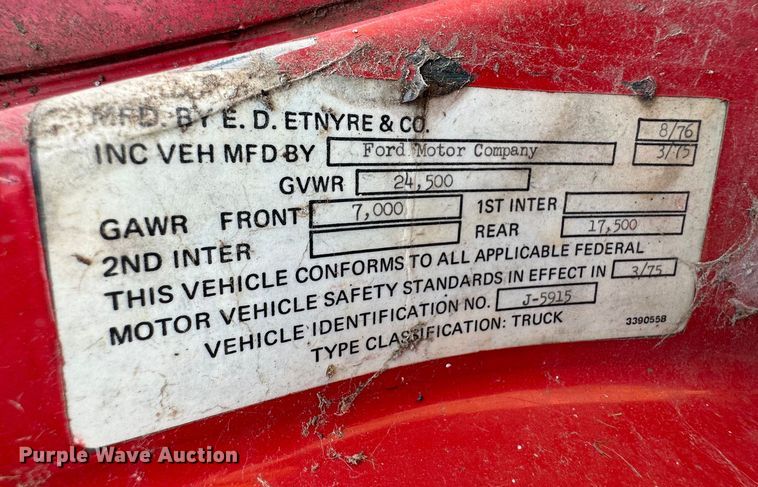 MFD. BY E. D. ETNYRE & CO. 8/76
INC VEH MFD BY Ford Motor Company 3/75
GVWR 24,500
GAWR FRONT 7,000 1ST INTER
2ND INTER REAR 17,500
THIS VEHICLE CONFORMS TO ALL APPLICABLE FEDERAL
MOTOR VEHICLE SAFETY STANDARDS IN EFFECT IN 3/75
VEHICLE IDENTIFICATION NO. J-5915
TYPE CLASSIFICATION: TRUCK 3390558
Purple Wave Auction